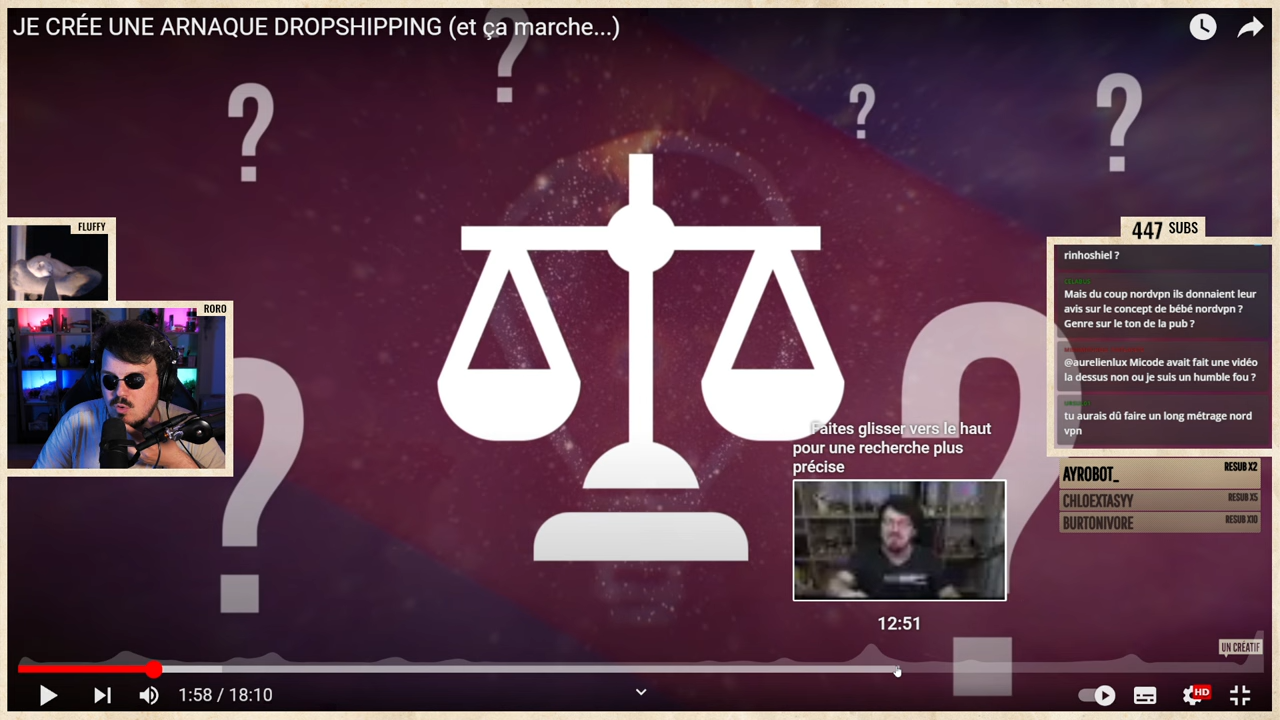 JE CRÉE UNE ARNAQUE DROPSHIPPING (et ça marche...)
FLUFFY
RORO
447 SUBS
rinhoshiel ?
Mais du coup nordvpn ils donnaient leur
avis sur le concept de bébé nordvpn ?
Genre sur le ton de la pub ?
@aurelienlux Micode avait fait une vidéo
la dessus non ou je suis un humble fou ?
tu aurais dû faire un long métrage nord
vpn
AYROBOT_ RESUB X2
CHLOEXTASYY RESUB X5
BURTONIVORE RESUB X10
Faites glisser vers le haut
pour une recherche plus
précise
12:51
UN CRÉATIF
1:58 / 18:10
HD